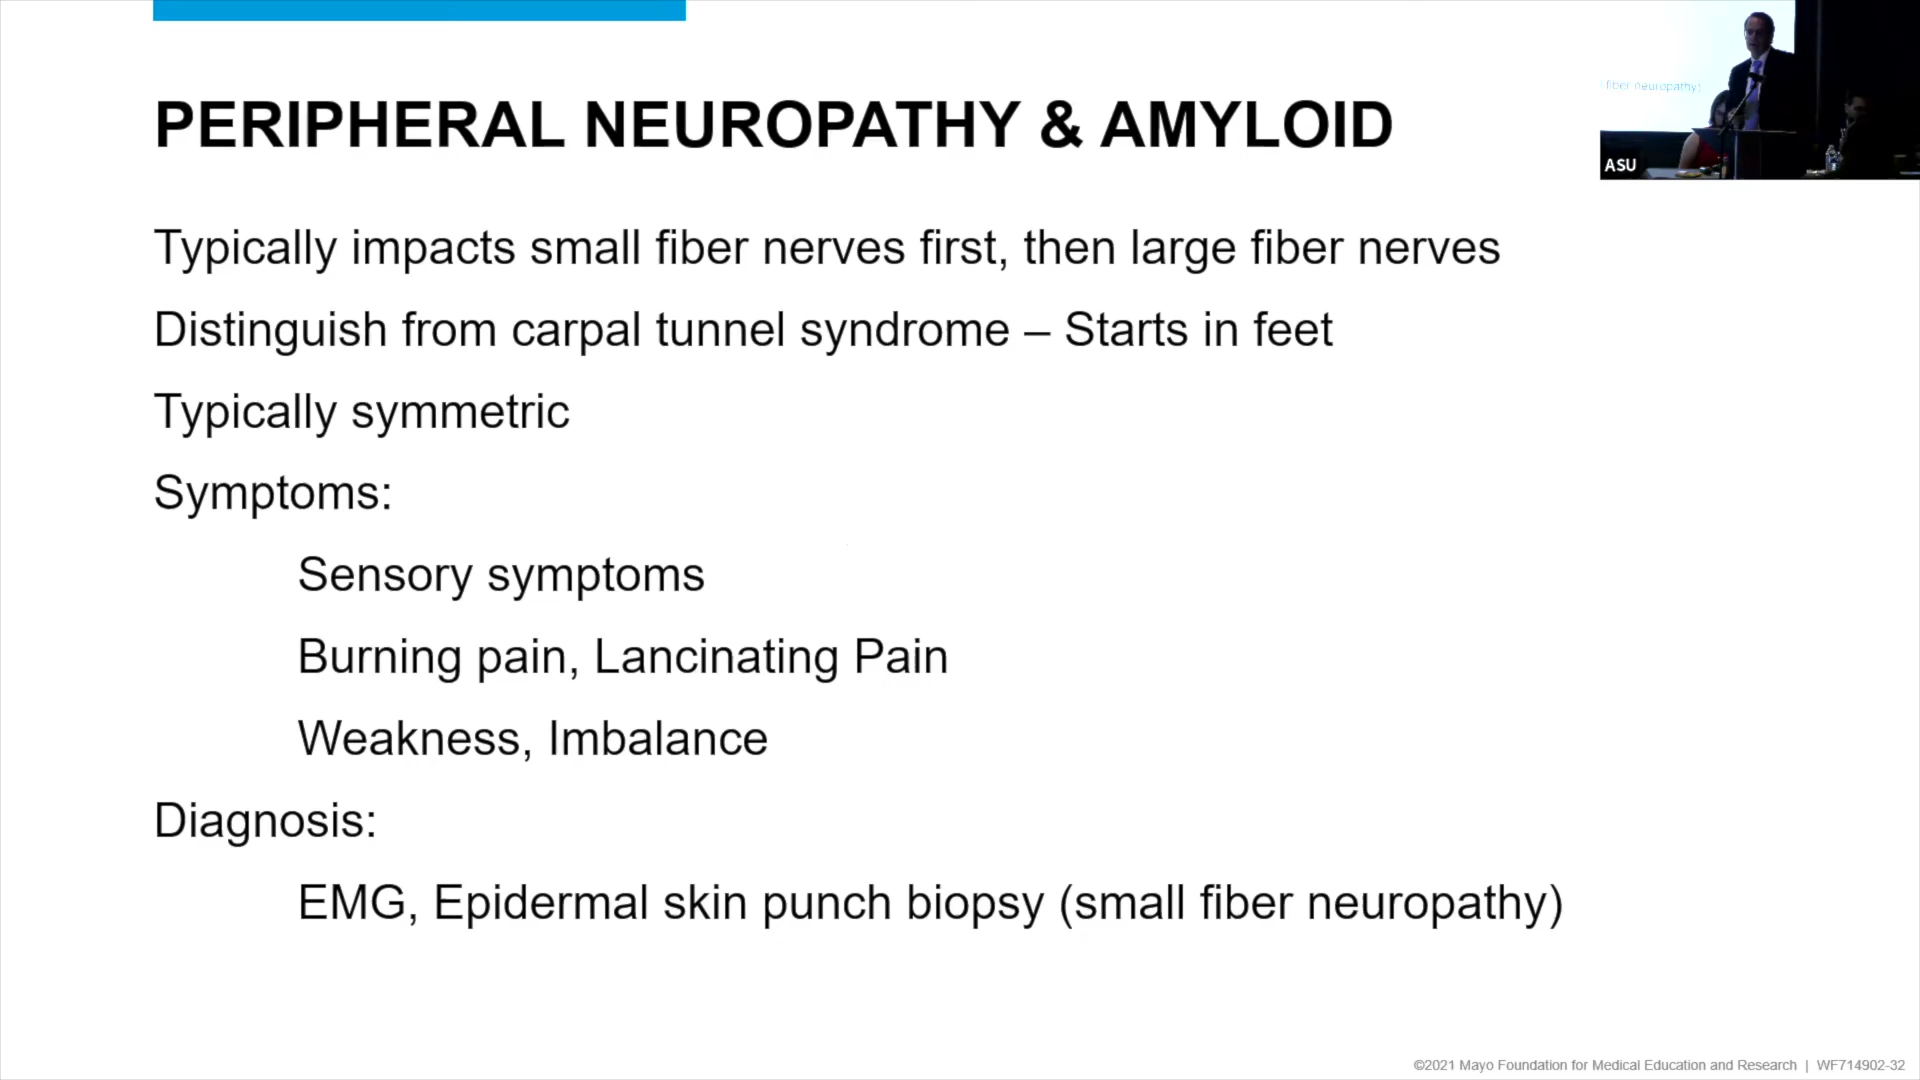 PERIPHERAL NEUROPATHY & AMYLOID
fiber neuropathy)
ASU
Typically impacts small fiber nerves first, then large fiber nerves
Distinguish from carpal tunnel syndrome – Starts in feet
Typically symmetric
Symptoms:
Sensory symptoms
Burning pain, Lancinating Pain
Weakness, Imbalance
Diagnosis:
EMG, Epidermal skin punch biopsy (small fiber neuropathy)
©2021 Mayo Foundation for Medical Education and Research | WF714902-32